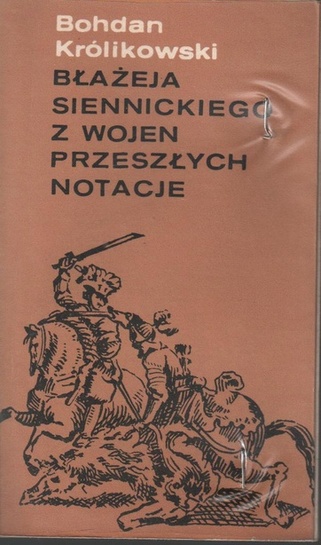 Bohdan
Królikowski
BŁAŻEJA
SIENNICKIEGO
Z WOJEN
PRZESZŁYCH
NOTACJE